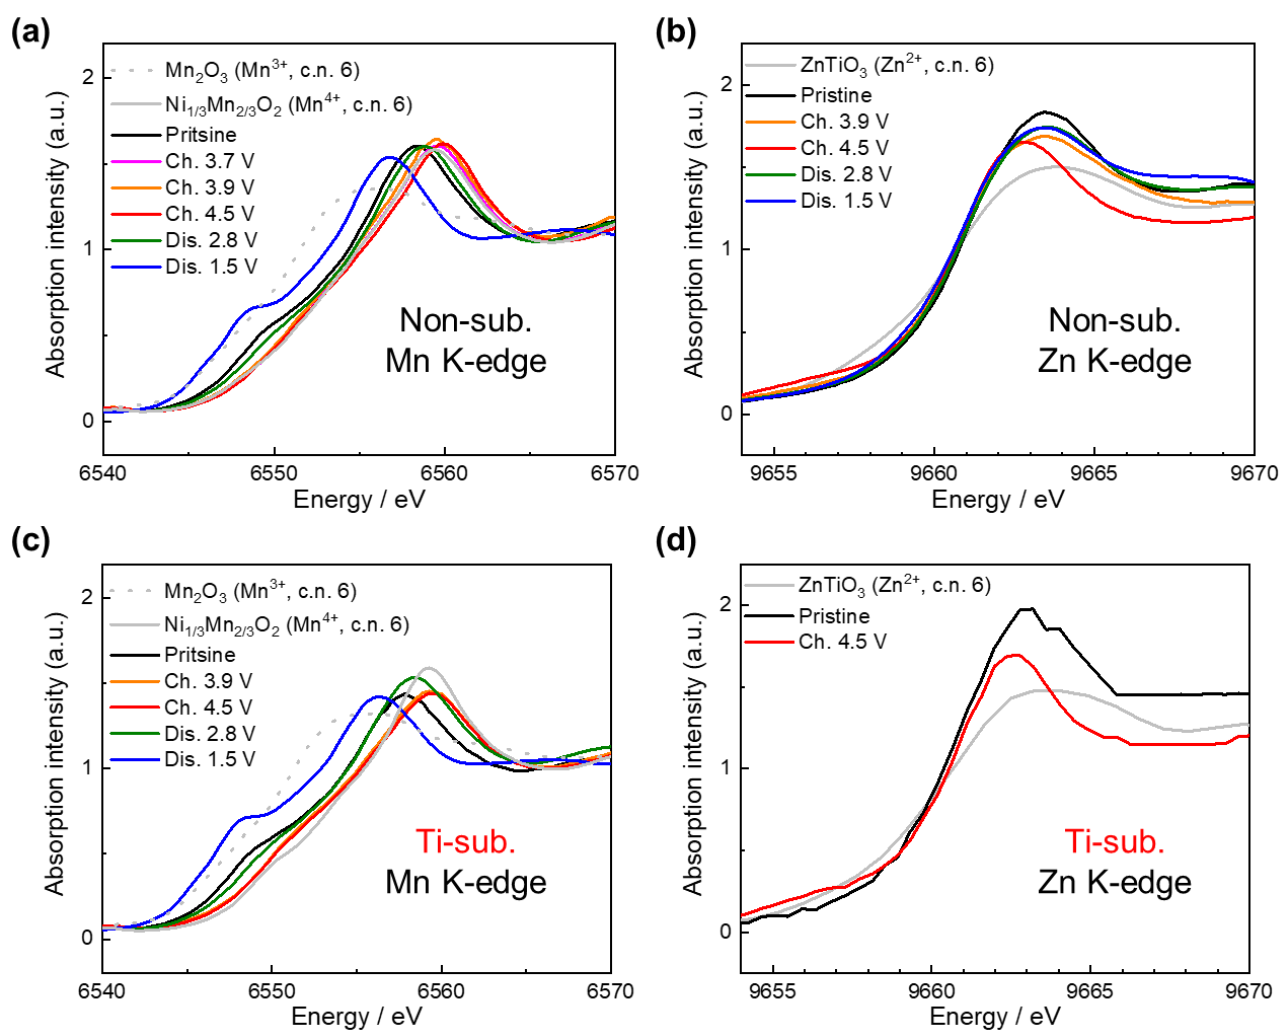 (a)
Absorption intensity (a.u.)
2
1
0
Mn2O3 (Mn3+, c.n. 6)
Ni1/3Mn2/3O2 (Mn4+, c.n. 6)
Pritsine
Ch. 3.7 V
Ch. 3.9 V
Ch. 4.5 V
Dis. 2.8 V
Dis. 1.5 V
Non-sub.
Mn K-edge
6540 6550 6560 6570
Energy / eV
(b)
Absorption intensity (a.u.)
2
1
0
ZnTiO3 (Zn2+, c.n. 6)
Pristine
Ch. 3.9 V
Ch. 4.5 V
Dis. 2.8 V
Dis. 1.5 V
Non-sub.
Zn K-edge
9655 9660 9665 9670
Energy / eV
(c)
Absorption intensity (a.u.)
2
1
0
Mn2O3 (Mn3+, c.n. 6)
Ni1/3Mn2/3O2 (Mn4+, c.n. 6)
Pritsine
Ch. 3.9 V
Ch. 4.5 V
Dis. 2.8 V
Dis. 1.5 V
Ti-sub.
Mn K-edge
6540 6550 6560 6570
Energy / eV
(d)
Absorption intensity (a.u.)
2
1
0
ZnTiO3 (Zn2+, c.n. 6)
Pristine
Ch. 4.5 V
Ti-sub.
Zn K-edge
9655 9660 9665 9670
Energy / eV